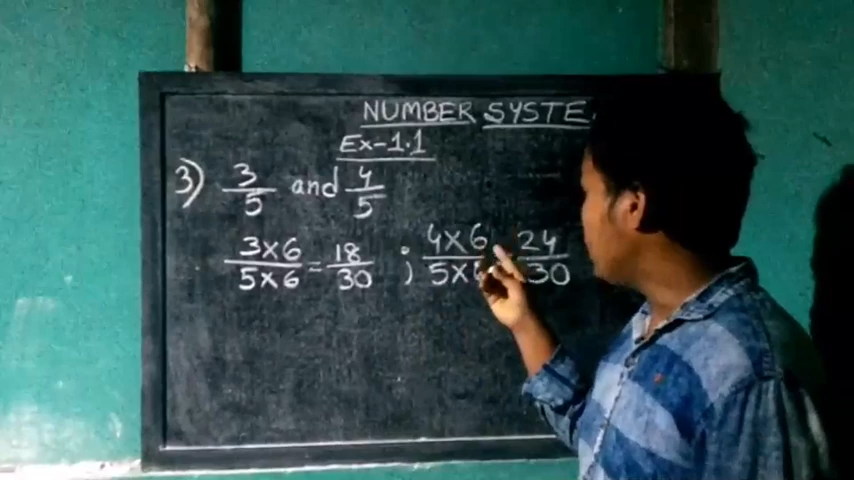 NUMBER SYSTE
Ex-1.1
3) 3/5 and 4/5
3×6/5×6 = 18/30 ; 4×6/5×6 24/30